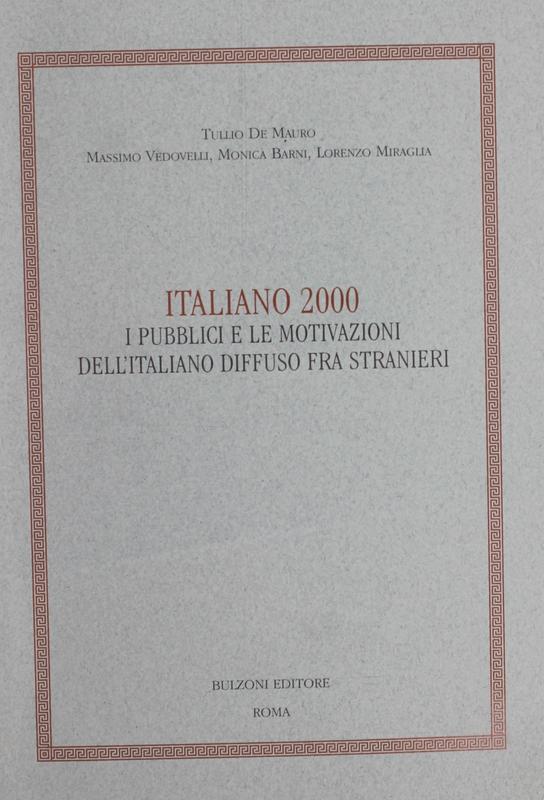 Tullio De Mauro
Massimo Vedovelli, Monica Barni, Lorenzo Miraglia
ITALIANO 2000
I PUBBLICI E LE MOTIVAZIONI
DELL'ITALIANO DIFFUSO FRA STRANIERI
BULZONI EDITORE
ROMA